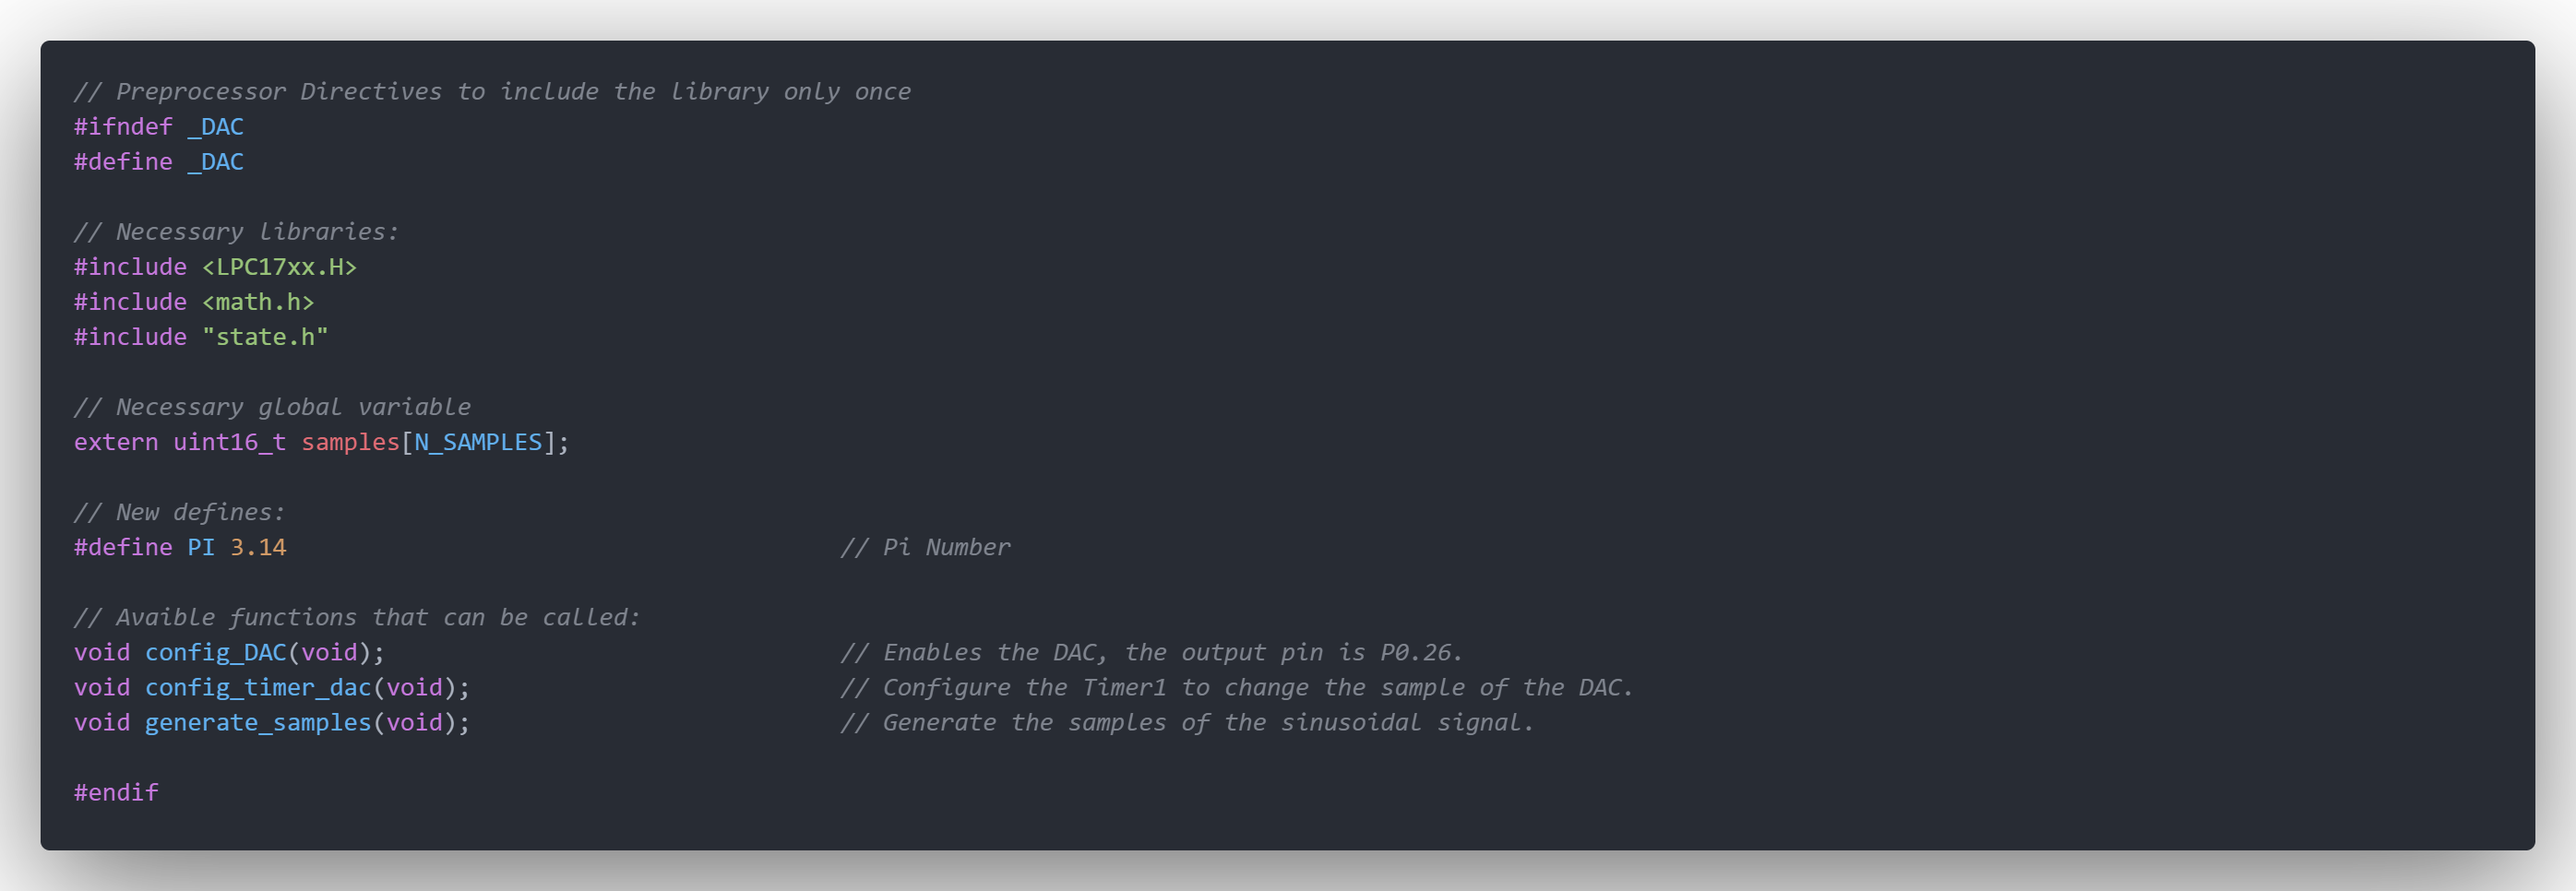 // Preprocessor Directives to include the library only once
#ifndef _DAC
#define _DAC
// Necessary libraries:
#include <LPC17xx.H>
#include <math.h>
#include "state.h"
// Necessary global variable
extern uint16_t samples[N_SAMPLES];
// New defines:
#define PI 3.14 // Pi Number
// Avaible functions that can be called:
void config_DAC(void); // Enables the DAC, the output pin is P0.26.
void config_timer_dac(void); // Configure the Timer1 to change the sample of the DAC.
void generate_samples(void); // Generate the samples of the sinusoidal signal.
#endif